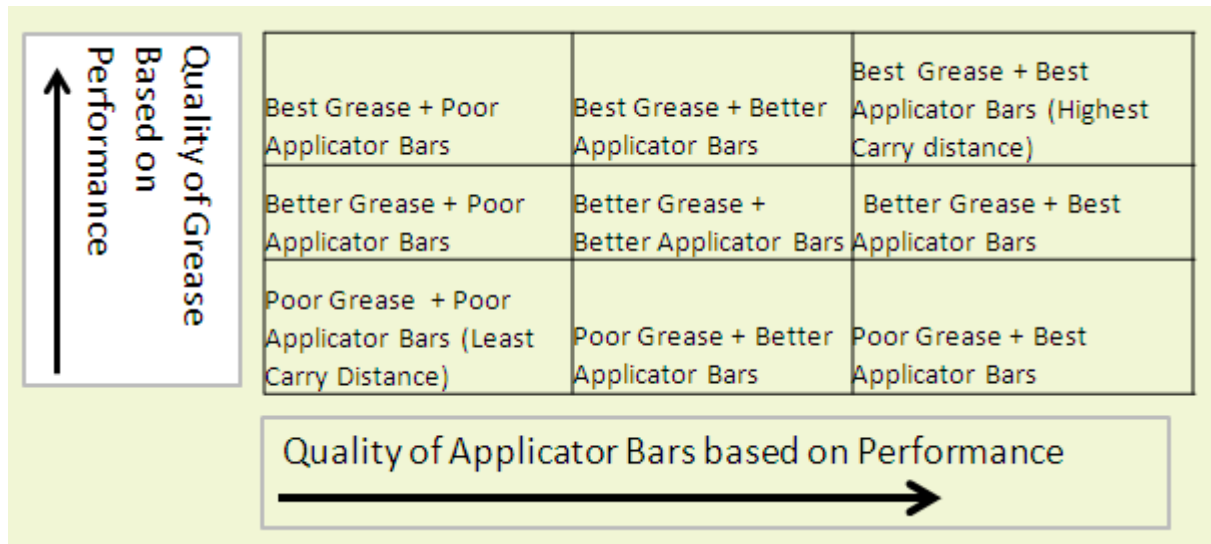 Quality of Grease
Based on
Performance
Best Grease + Poor
Applicator Bars
Best Grease + Better
Applicator Bars
Best Grease + Best
Applicator Bars (Highest
Carry distance)
Better Grease + Poor
Applicator Bars
Better Grease +
Better Applicator Bars
Better Grease + Best
Applicator Bars
Poor Grease + Poor
Applicator Bars (Least
Carry Distance)
Poor Grease + Better
Applicator Bars
Poor Grease + Best
Applicator Bars
Quality of Applicator Bars based on Performance